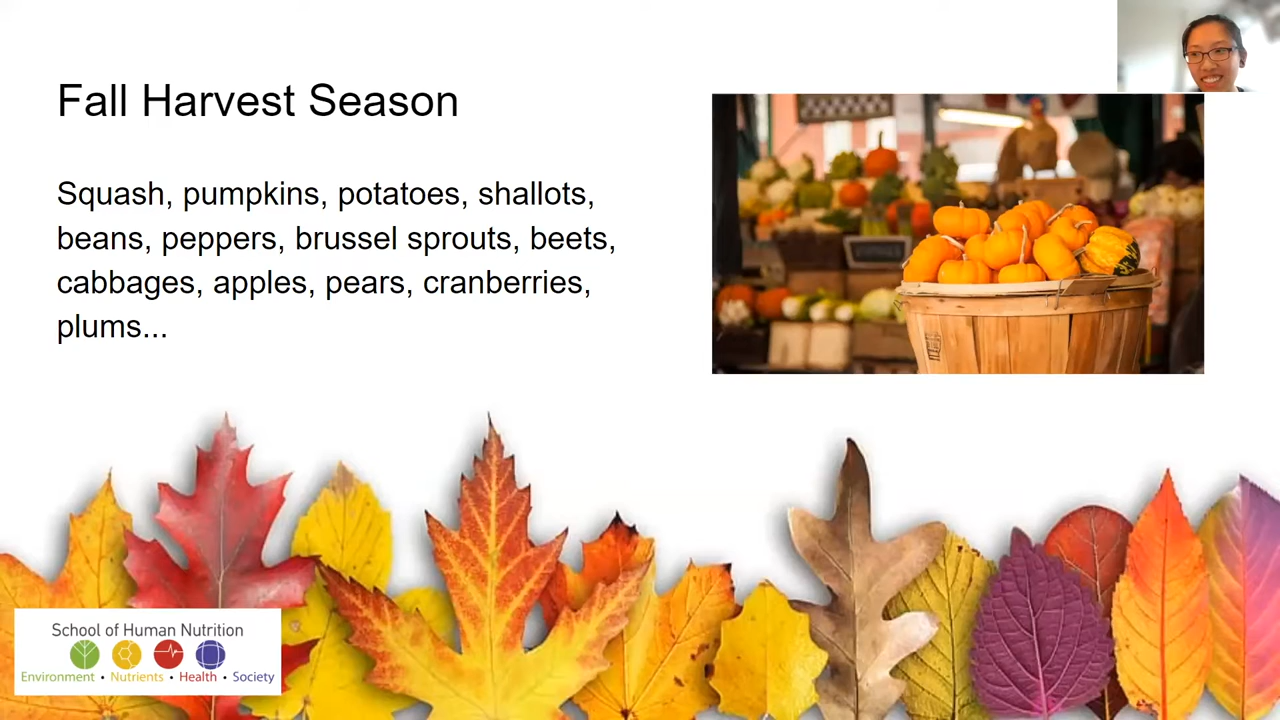 Fall Harvest Season
Squash, pumpkins, potatoes, shallots,
beans, peppers, brussel sprouts, beets,
cabbages, apples, pears, cranberries,
plums...
School of Human Nutrition
Environment • Nutrients • Health • Society